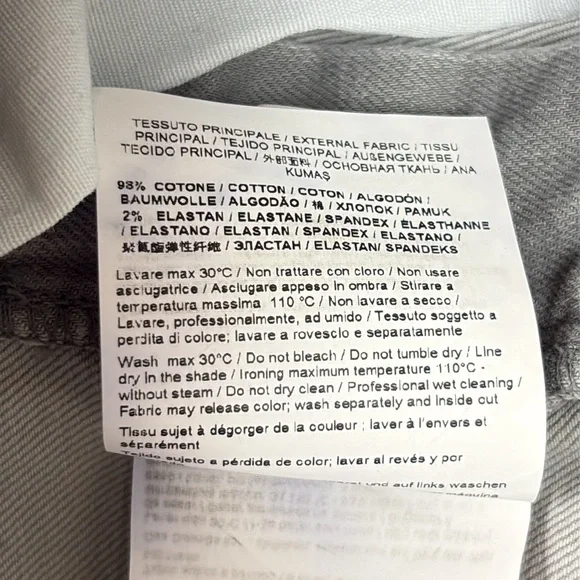 TESSUTO PRINCIPALE / EXTERNAL FABRIC / TISSU
PRINCIPAL / TEJIDO PRINCIPAL / AUßENGEWEBE /
TECIDO PRINCIPAL / 外部面料 / ОСНОВНАЯ ТКАНЬ / ANA
KUMAŞ
98% COTONE / COTTON / COTON / ALGODÓN /
BAUMWOLLE / ALGODÃO / 棉 / ХЛОПОК / PAMUK
2% ELASTAN / ELASTANE / SPANDEX / ÉLASTHANNE
/ ELASTANO / ELASTAN / SPANDEX / ELASTANO /
聚氨酯弹性纤维 / ЭЛАСТАН / ELASTAN/ SPANDEKS
Lavare max 30°C / Non trattare con cloro / Non usare
asciugatrice / Asciugare appeso in ombra / Stirare a
temperatura massima 110 °C / Non lavare a secco /
Lavare, professionalmente, ad umido / Tessuto soggetto a
perdita di colore; lavare a rovescio e separatamente
Wash max 30°C / Do not bleach / Do not tumble dry / Line
dry in the shade / Ironing maximum temperature 110°C -
without steam / Do not dry clean / Professional wet cleaning /
Fabric may release color; wash separately and inside out
Tissu sujet à dégorger de la couleur ; laver à l'envers et
séparément
Tejido sujeto a pérdida de color; lavar al revés y por
und auf links waschen